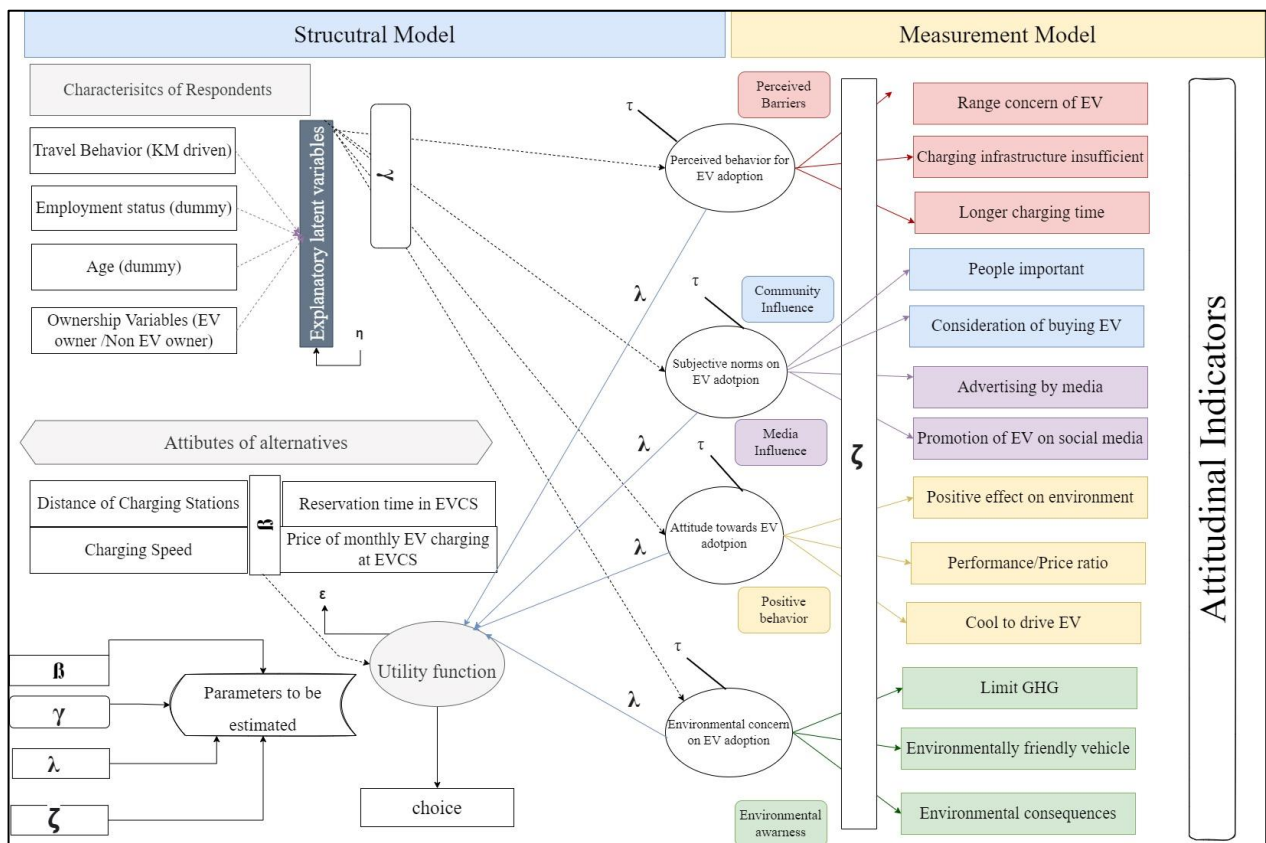 Strucutral Model
Measurement Model
Characterisitcs of Respondents
Travel Behavior (KM driven)
Employment status (dummy)
Age (dummy)
Ownership Variables (EV
owner /Non EV owner)
Explanatory latent variables
η
γ
τ
Perceived behavior for
EV adoption
λ
τ
Subjective norms on
EV adotpion
λ
τ
Attitude towards EV
adotpion
λ
τ
Environmental concern
on EV adoption
λ
Perceived
Barriers
Community
Influence
Media
Influence
Positive
behavior
Environmental
awarness
ζ
Range concern of EV
Charging infrastructure insufficient
Longer charging time
People important
Consideration of buying EV
Advertising by media
Promotion of EV on social media
Positive effect on environment
Performance/Price ratio
Cool to drive EV
Limit GHG
Environmentally friendly vehicle
Environmental consequences
Attitudinal Indicators
Attibutes of alternatives
Distance of Charging Stations
Charging Speed
ß
Reservation time in EVCS
Price of monthly EV charging
at EVCS
ε
Utility function
choice
ß
γ
λ
ζ
Parameters to be
estimated